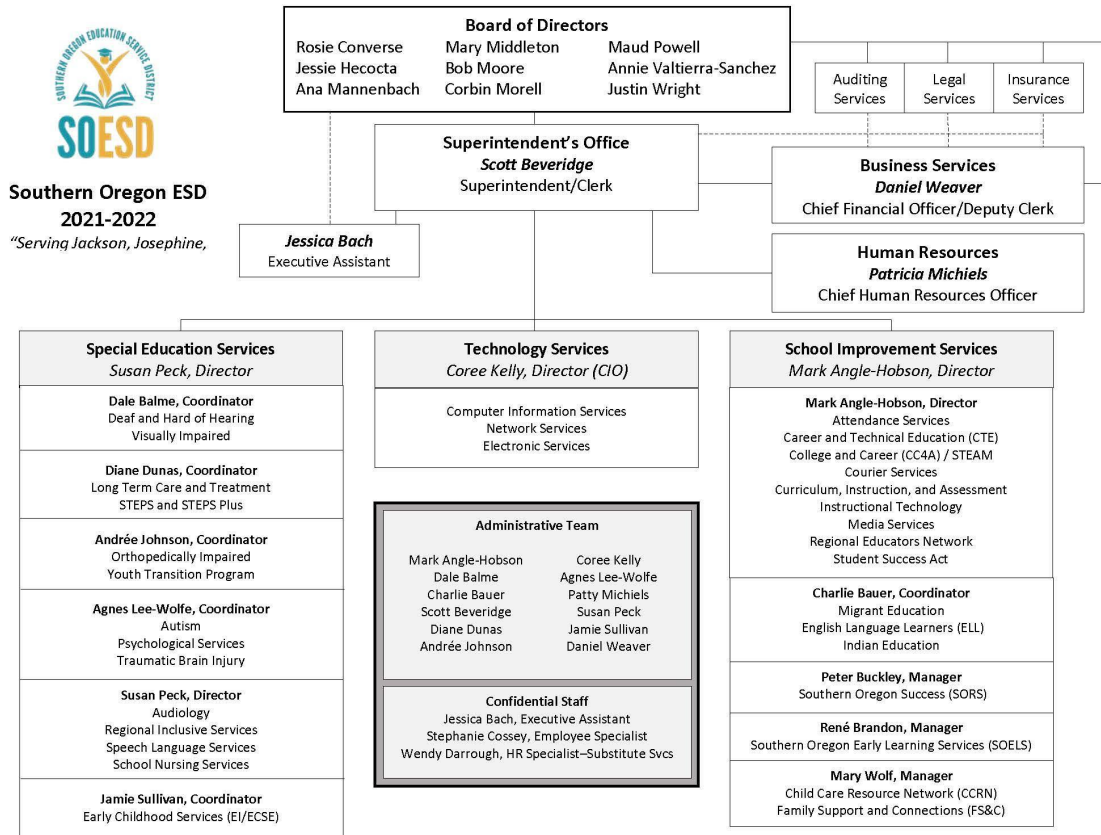 SOUTHERN OREGON EDUCATION SERVICE DISTRICT
SOESD
Southern Oregon ESD
2021-2022
“Serving Jackson, Josephine,
Board of Directors
Rosie Converse Mary Middleton Maud Powell
Jessie Hecocta Bob Moore Annie Valtierra-Sanchez
Ana Mannenbach Corbin Morell Justin Wright
Auditing
Services
Legal
Services
Insurance
Services
Superintendent’s Office
Scott Beveridge
Superintendent/Clerk
Business Services
Daniel Weaver
Chief Financial Officer/Deputy Clerk
Jessica Bach
Executive Assistant
Human Resources
Patricia Michiels
Chief Human Resources Officer
Special Education Services
Susan Peck, Director
Dale Balme, Coordinator
Deaf and Hard of Hearing
Visually Impaired
Diane Dunas, Coordinator
Long Term Care and Treatment
STEPS and STEPS Plus
Andrée Johnson, Coordinator
Orthopedically Impaired
Youth Transition Program
Agnes Lee-Wolfe, Coordinator
Autism
Psychological Services
Traumatic Brain Injury
Susan Peck, Director
Audiology
Regional Inclusive Services
Speech Language Services
School Nursing Services
Jamie Sullivan, Coordinator
Early Childhood Services (EI/ECSE)
Technology Services
Coree Kelly, Director (CIO)
Computer Information Services
Network Services
Electronic Services
Administrative Team
Mark Angle-Hobson Coree Kelly
Dale Balme Agnes Lee-Wolfe
Charlie Bauer Patty Michiels
Scott Beveridge Susan Peck
Diane Dunas Jamie Sullivan
Andrée Johnson Daniel Weaver
Confidential Staff
Jessica Bach, Executive Assistant
Stephanie Cossey, Employee Specialist
Wendy Darrough, HR Specialist–Substitute Svcs
School Improvement Services
Mark Angle-Hobson, Director
Mark Angle-Hobson, Director
Attendance Services
Career and Technical Education (CTE)
College and Career (CC4A) / STEAM
Courier Services
Curriculum, Instruction, and Assessment
Instructional Technology
Media Services
Regional Educators Network
Student Success Act
Charlie Bauer, Coordinator
Migrant Education
English Language Learners (ELL)
Indian Education
Peter Buckley, Manager
Southern Oregon Success (SORS)
René Brandon, Manager
Southern Oregon Early Learning Services (SOELS)
Mary Wolf, Manager
Child Care Resource Network (CCRN)
Family Support and Connections (FS&C)